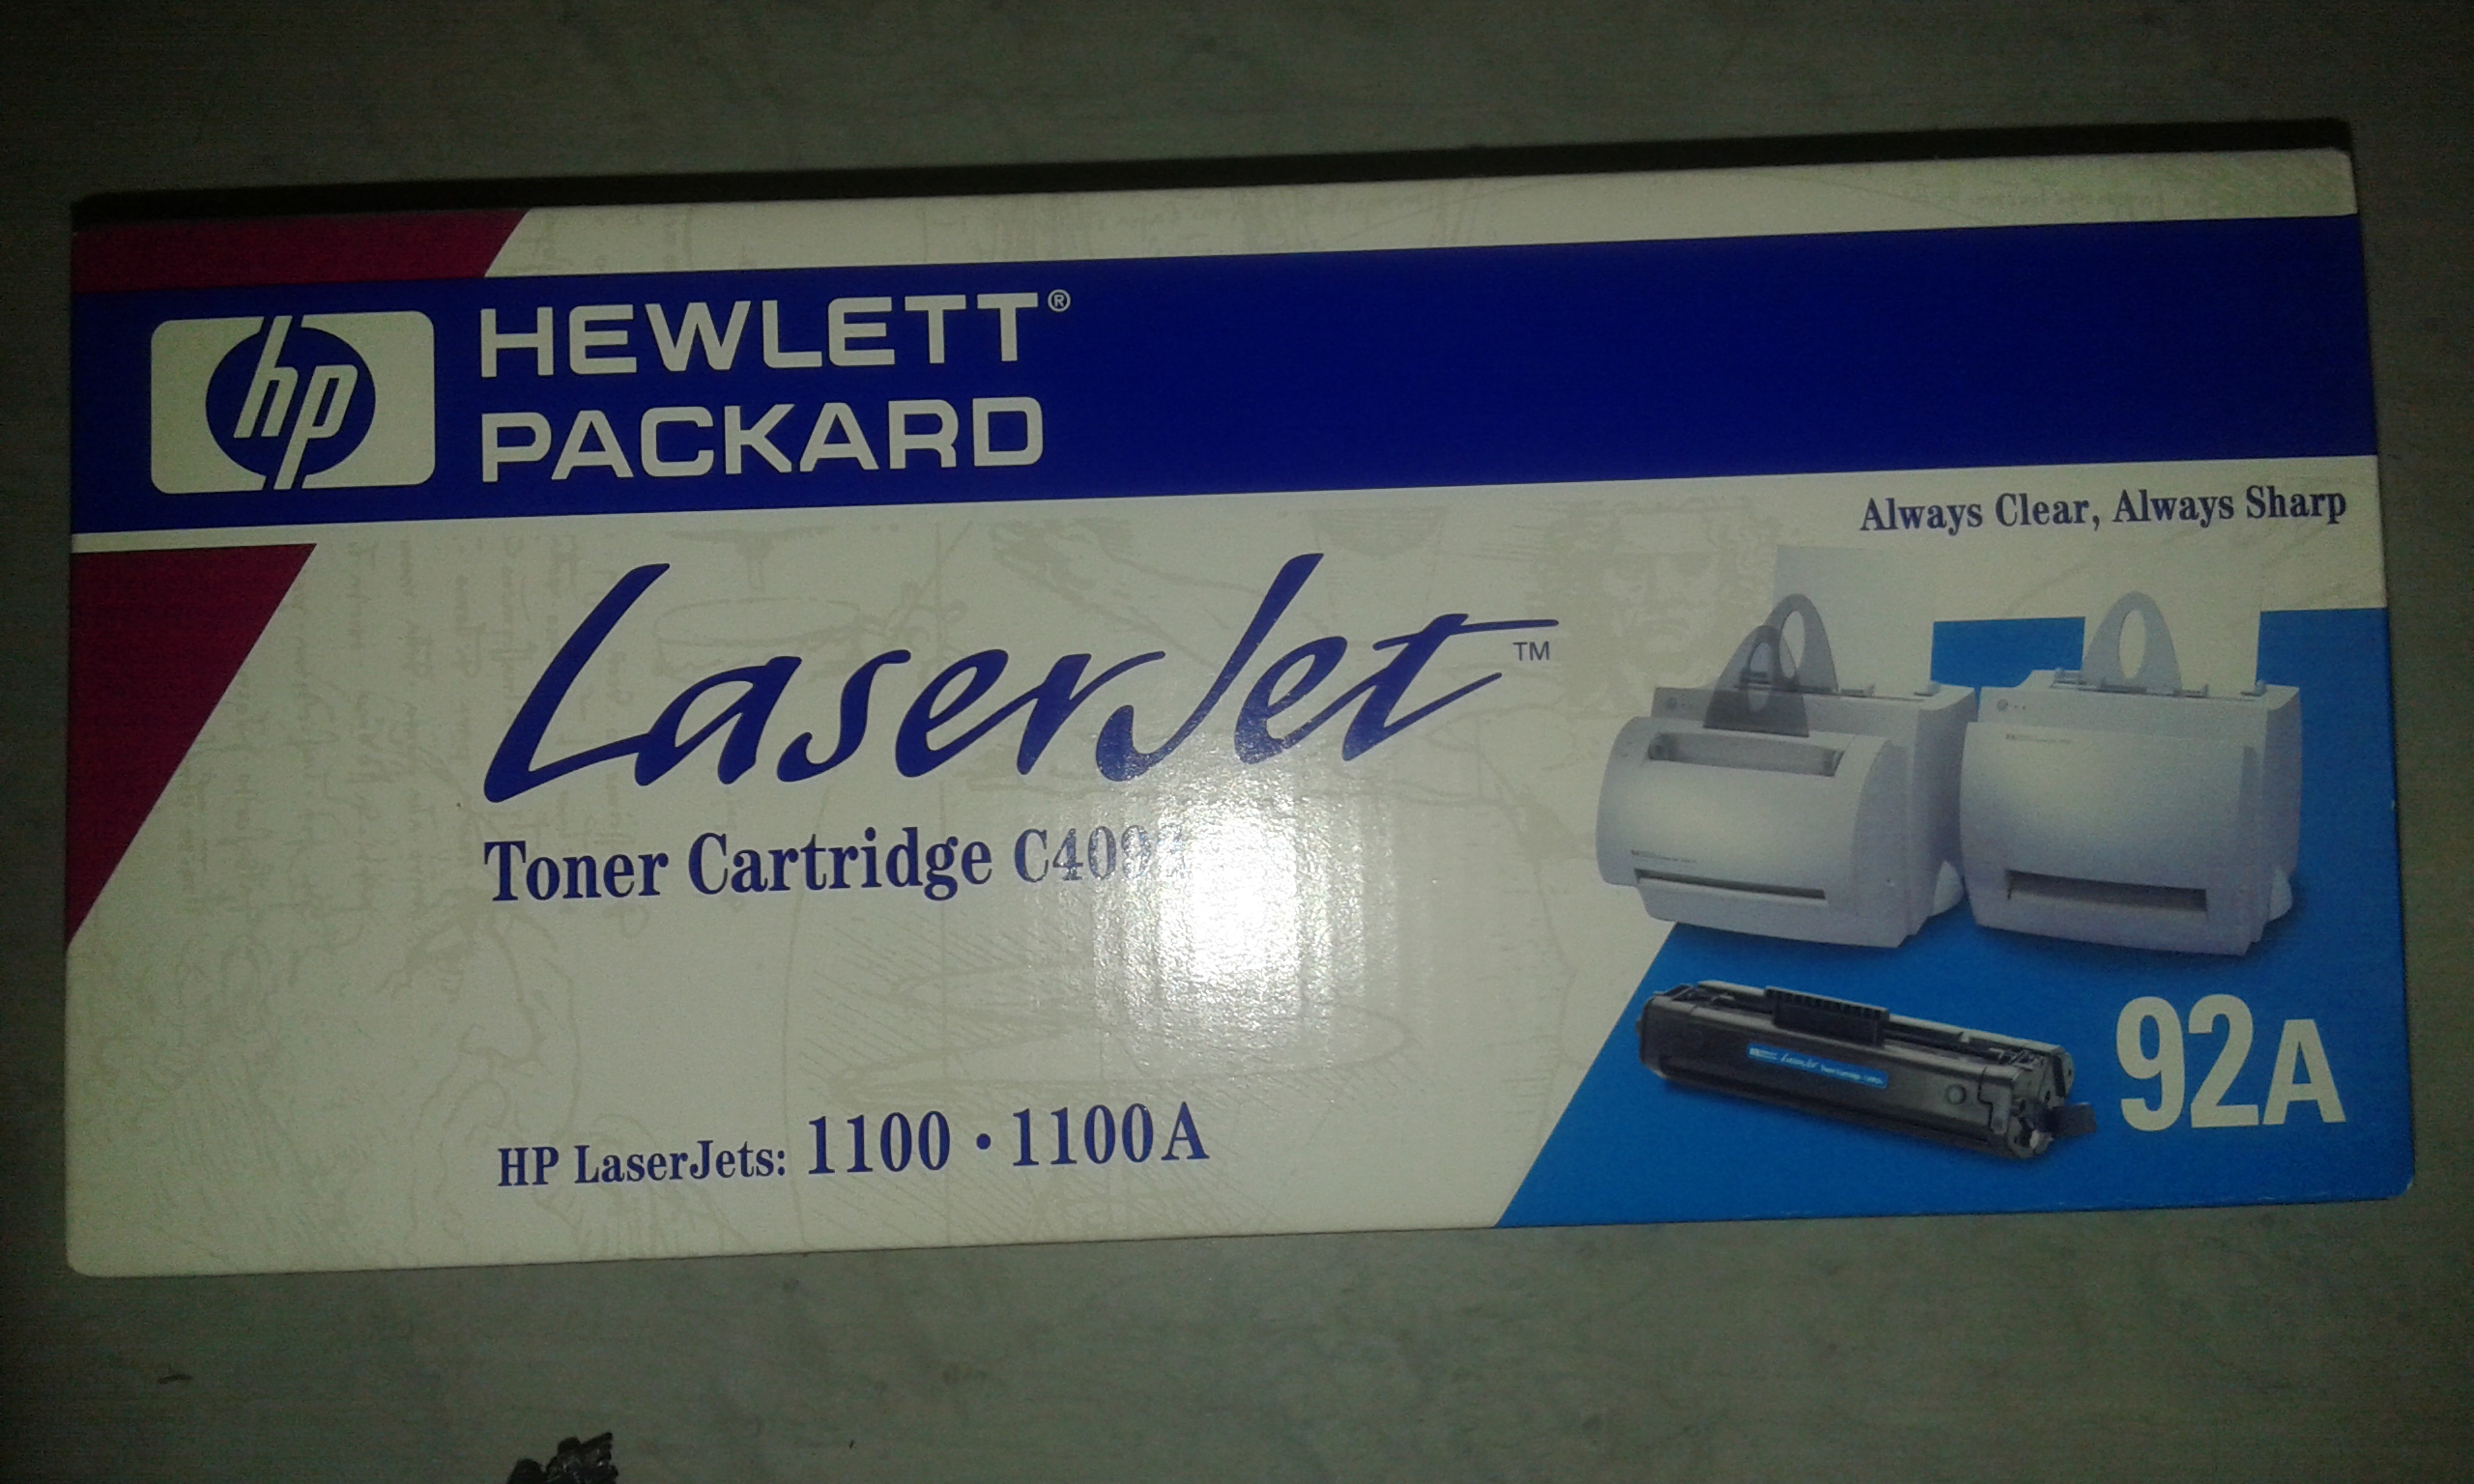 hp
HEWLETT®
PACKARD
Always Clear, Always Sharp
LaserJet™
Toner Cartridge
HP LaserJets: 1100 • 1100A
92A